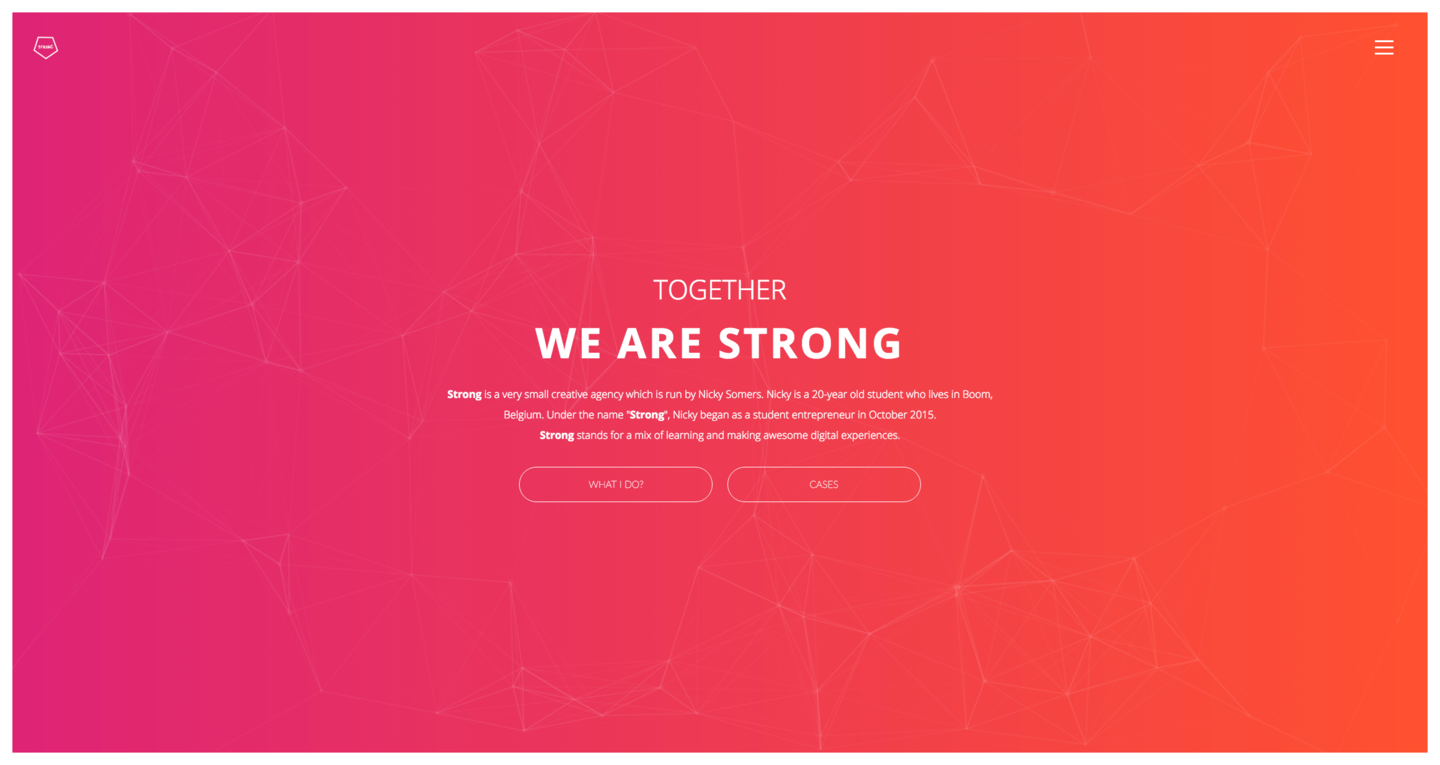 STRONG
TOGETHER
WE ARE STRONG
Strong is a very small creative agency which is run by Nicky Somers. Nicky is a 20-year old student who lives in Boom,
Belgium. Under the name "Strong", Nicky began as a student entrepreneur in October 2015.
Strong stands for a mix of learning and making awesome digital experiences.
WHAT I DO?
CASES